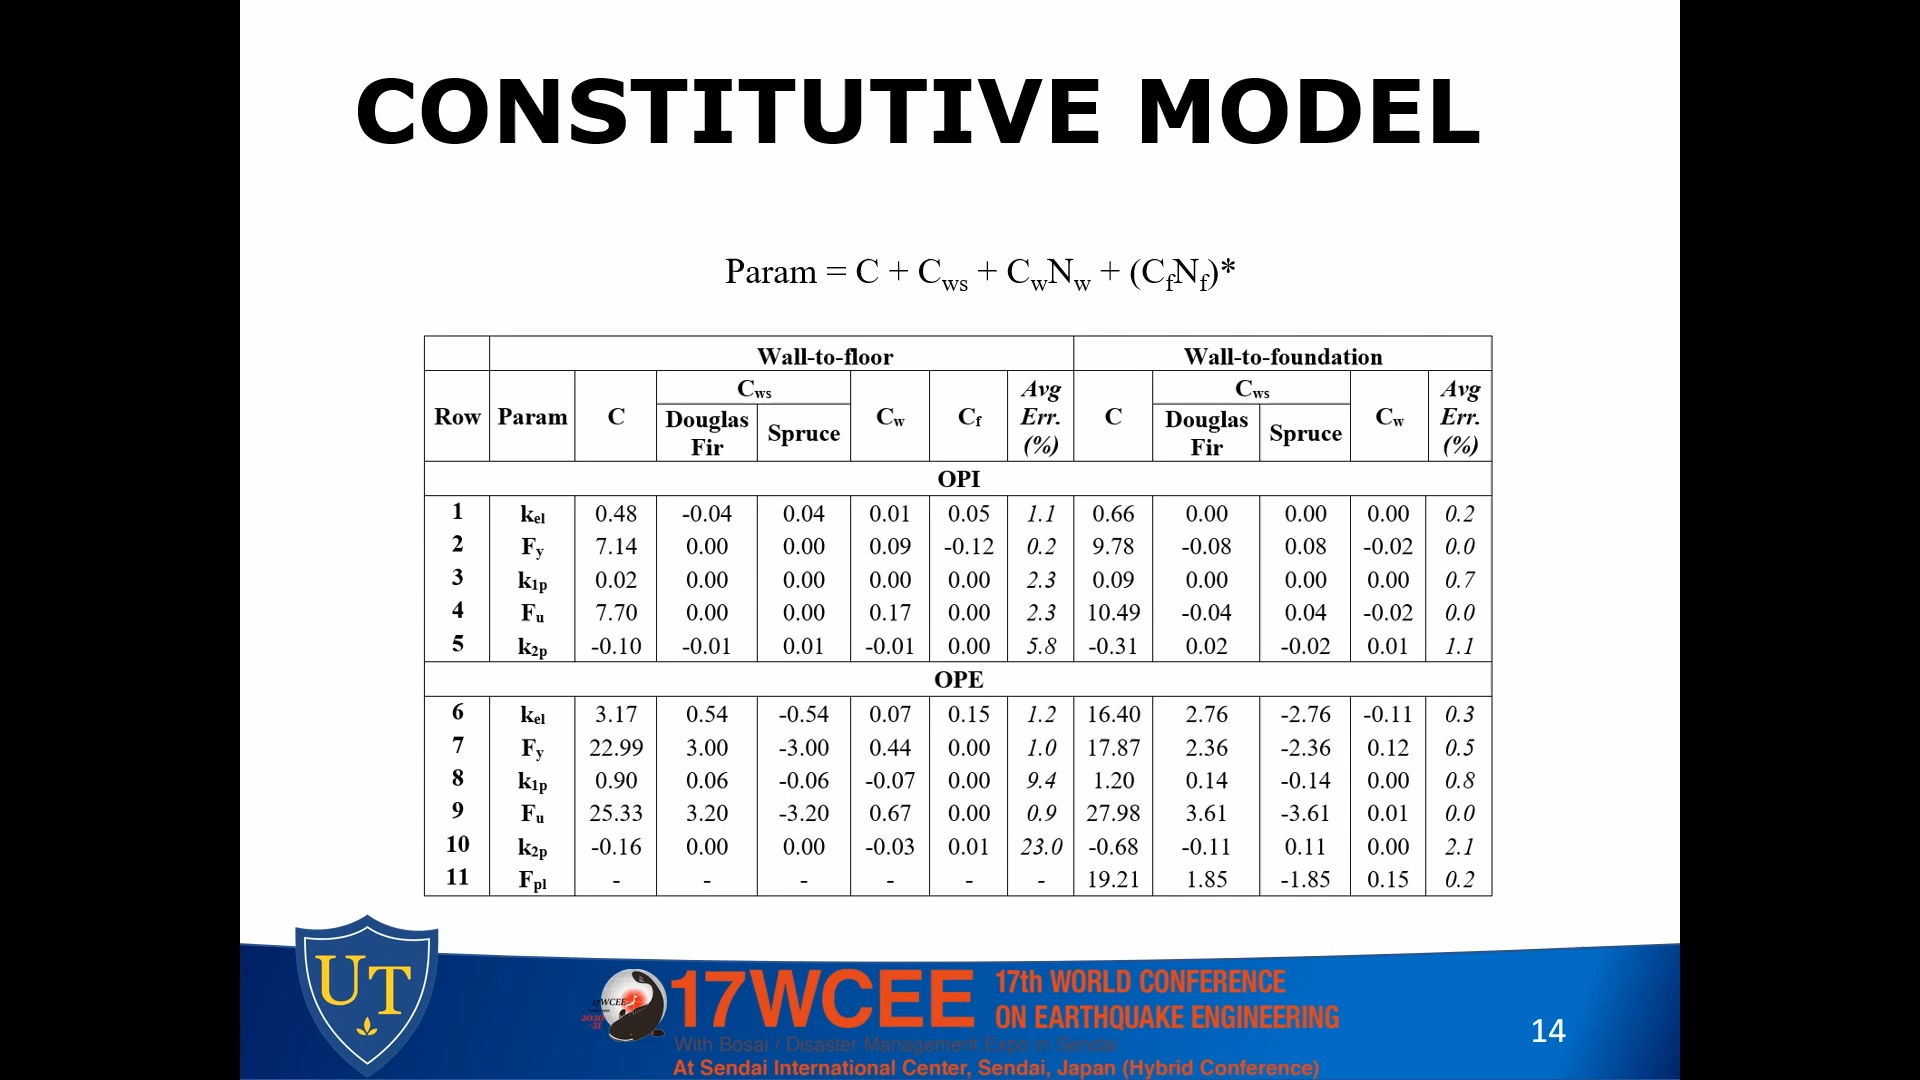 CONSTITUTIVE MODEL
Param = C + Cws + CwNw + (CfNf)*
Wall-to-floor Wall-to-foundation
Row Param C Cws Cw Cf Avg Err. (%) C Cws Cw Avg Err. (%)
Douglas Fir Spruce Douglas Fir Spruce
OPI
1 kel 0.48 -0.04 0.04 0.01 0.05 1.1 0.66 0.00 0.00 0.00 0.2
2 Fy 7.14 0.00 0.00 0.09 -0.12 0.2 9.78 -0.08 0.08 -0.02 0.0
3 k1p 0.02 0.00 0.00 0.00 0.00 2.3 0.09 0.00 0.00 0.00 0.7
4 Fu 7.70 0.00 0.00 0.17 0.00 2.3 10.49 -0.04 0.04 -0.02 0.0
5 k2p -0.10 -0.01 0.01 -0.01 0.00 5.8 -0.31 0.02 -0.02 0.01 1.1
OPE
6 kel 3.17 0.54 -0.54 0.07 0.15 1.2 16.40 2.76 -2.76 -0.11 0.3
7 Fy 22.99 3.00 -3.00 0.44 0.00 1.0 17.87 2.36 -2.36 0.12 0.5
8 k1p 0.90 0.06 -0.06 -0.07 0.00 9.4 1.20 0.14 -0.14 0.00 0.8
9 Fu 25.33 3.20 -3.20 0.67 0.00 0.9 27.98 3.61 -3.61 0.01 0.0
10 k2p -0.16 0.00 0.00 -0.03 0.01 23.0 -0.68 -0.11 0.11 0.00 2.1
11 Fpl - - - - - - 19.21 1.85 -1.85 0.15 0.2
UT
17WCEE
2020
-21
17WCEE
17th WORLD CONFERENCE
ON EARTHQUAKE ENGINEERING
With Bosai / Disaster Management Expo in Sendai
At Sendai International Center, Sendai, Japan (Hybrid Conference)
14